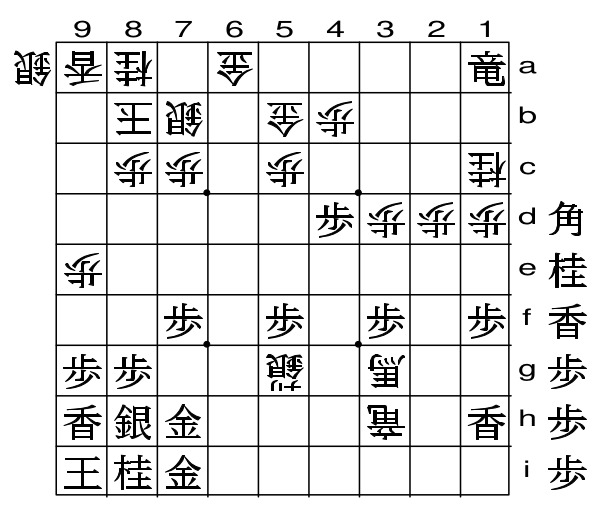 9 8 7 6 5 4 3 2 1
銀 香 桂 金 竜 a
王 銀 金 歩 b
歩 歩 歩 桂 c
歩 歩 歩 歩 d 角
歩 e 桂
歩 歩 歩 歩 f 香
歩 歩 銀 馬 g 歩
香 銀 金 竜 香 h 歩
王 桂 金 i 歩